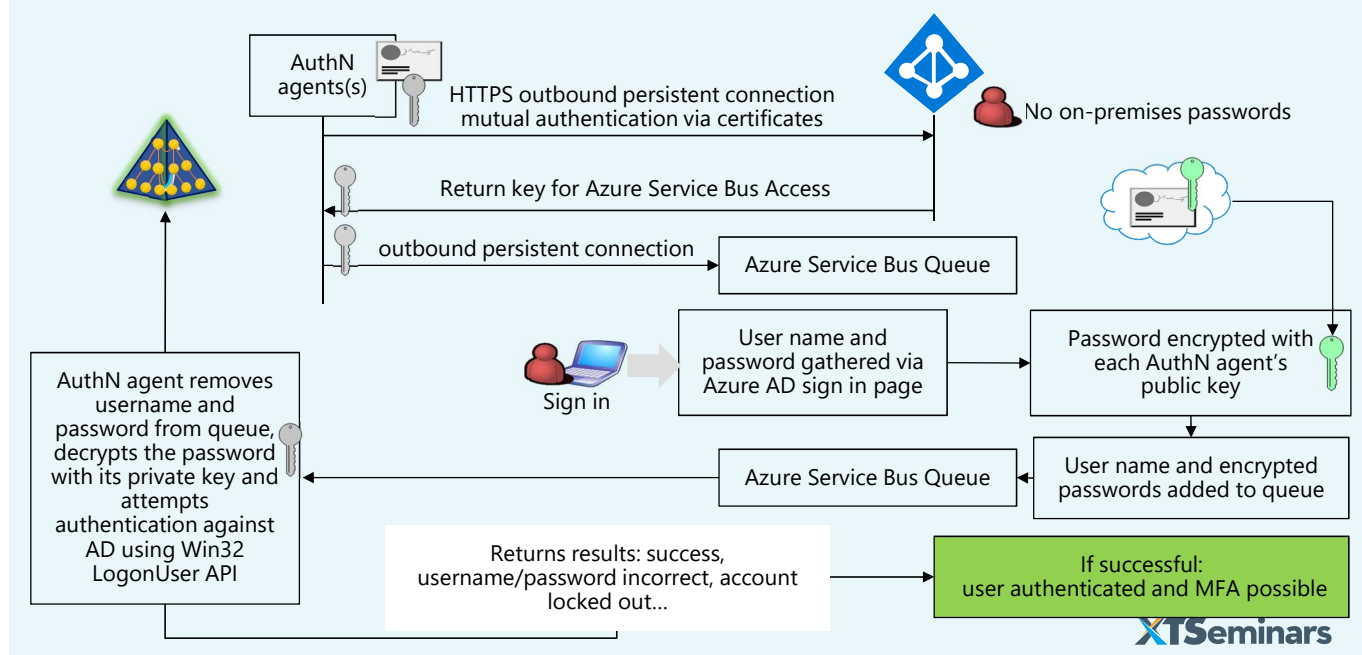 AuthN
agents(s)
HTTPS outbound persistent connection
mutual authentication via certificates
No on-premises passwords
Return key for Azure Service Bus Access
outbound persistent connection
Azure Service Bus Queue
Sign in
User name and
password gathered via
Azure AD sign in page
Password encrypted with
each AuthN agent’s
public key
User name and encrypted
passwords added to queue
Azure Service Bus Queue
AuthN agent removes
username and
password from queue,
decrypts the password
with its private key and
attempts
authentication against
AD using Win32
LogonUser API
Returns results: success,
username/password incorrect, account
locked out…
If successful:
user authenticated and MFA possible
XTSeminars